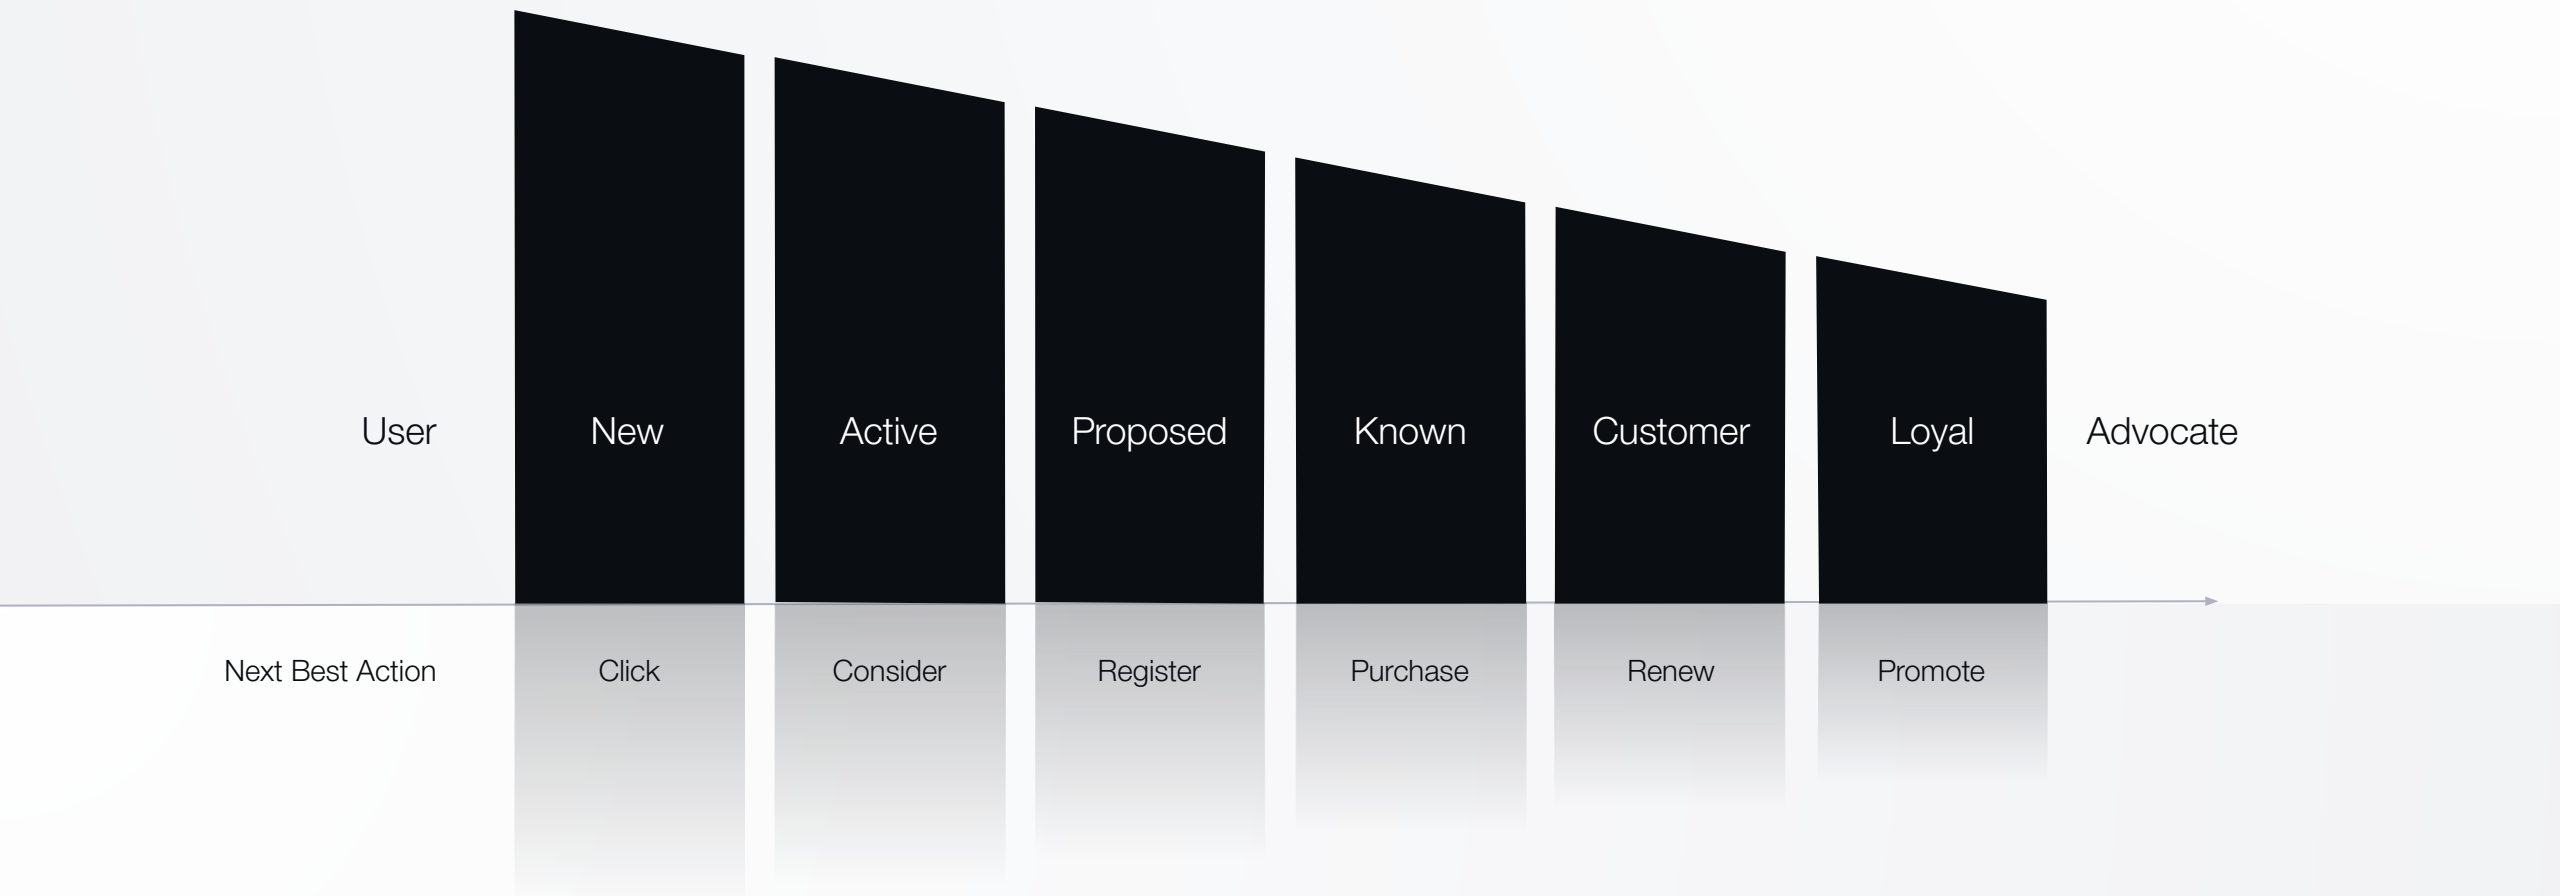 User New Active Proposed Known Customer Loyal Advocate
Next Best Action Click Consider Register Purchase Renew Promote